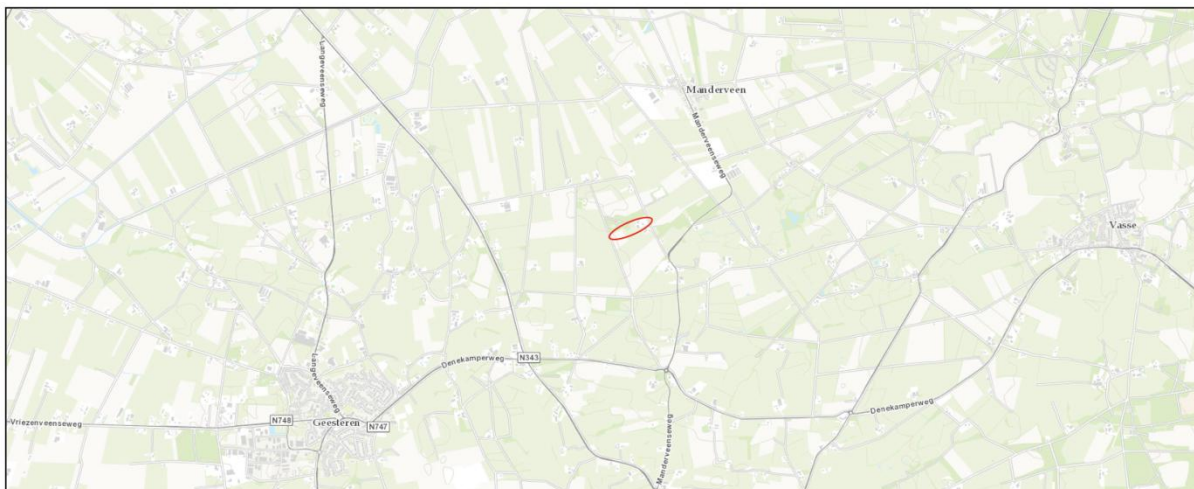 Langeveenseweg
Manderveen
Manderveenseweg
Vasse
N343
Denekamperweg
Langeveenseweg
Denekamperweg
N748
Vriezenveenseweg
Geesteren
N747
Manderveenseweg